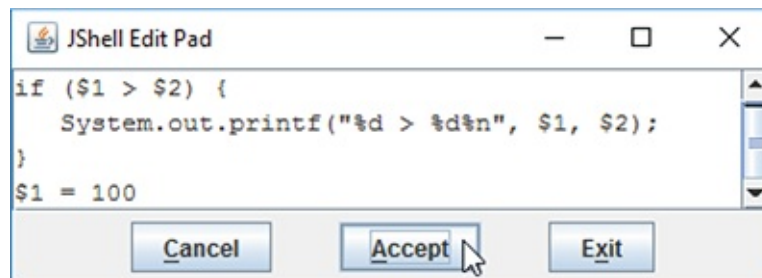 JShell Edit Pad
if ($1 > $2) {
   System.out.printf("%d > %d%n", $1, $2);
}
$1 = 100
Cancel Accept Exit